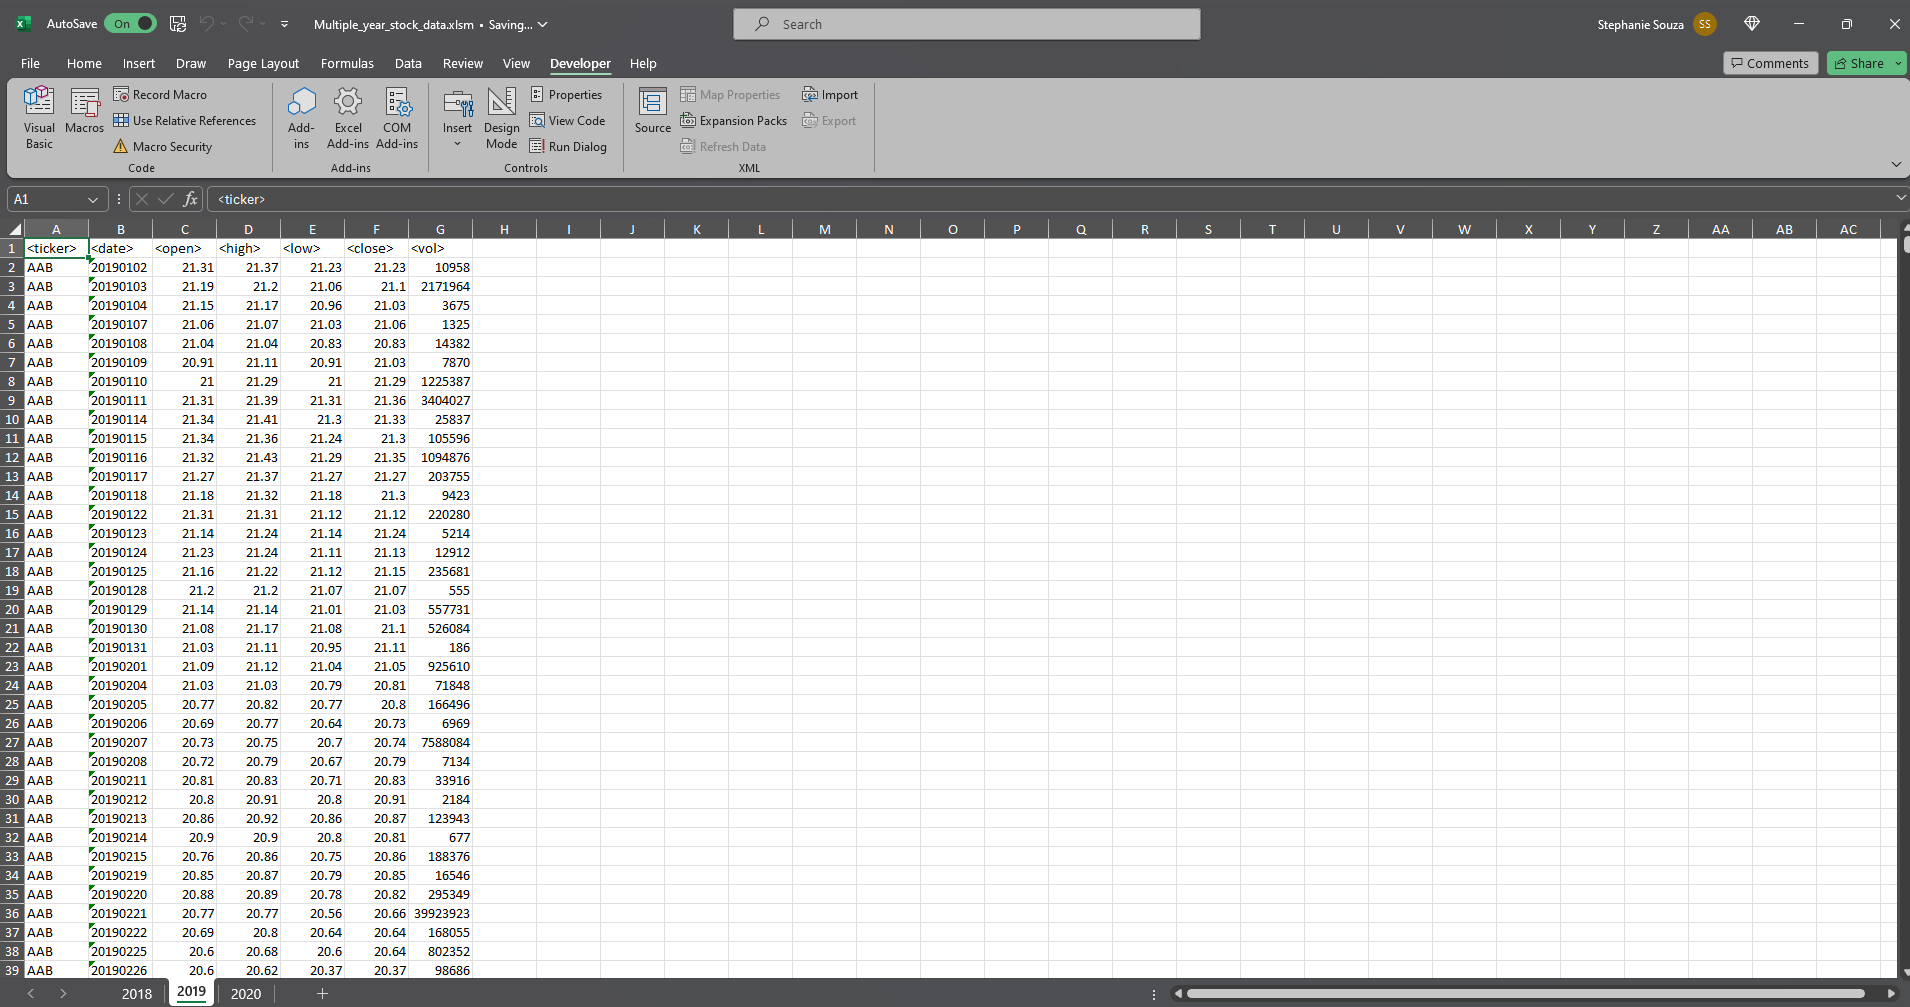 AutoSave On Multiple_year_stock_data.xlsm • Saving... Search Stephanie Souza SS
File Home Insert Draw Page Layout Formulas Data Review View Developer Help Comments Share
Visual Basic
Macros
Record Macro
Use Relative References
Macro Security
Code
Add-ins
Excel Add-ins
COM Add-ins
Add-ins
Insert
Design Mode
Properties
View Code
Run Dialog
Controls
Source
Map Properties
Expansion Packs
Refresh Data
Import
Export
XML
A1 fx <ticker>
A B C D E F G H I J K L M N O P Q R S T U V W X Y Z AA AB AC
1 <ticker> <date> <open> <high> <low> <close> <vol>
2 AAB 20190102 21.31 21.37 21.23 21.23 10958
3 AAB 20190103 21.19 21.2 21.06 21.1 2171964
4 AAB 20190104 21.15 21.17 20.96 21.03 3675
5 AAB 20190107 21.06 21.07 21.03 21.06 1325
6 AAB 20190108 21.04 21.04 20.83 20.83 14382
7 AAB 20190109 20.91 21.11 20.91 21.03 7870
8 AAB 20190110 21 21.29 21 21.29 1225387
9 AAB 20190111 21.31 21.39 21.31 21.36 3404027
10 AAB 20190114 21.34 21.41 21.3 21.33 25837
11 AAB 20190115 21.34 21.36 21.24 21.3 105596
12 AAB 20190116 21.32 21.43 21.29 21.35 1094876
13 AAB 20190117 21.27 21.37 21.27 21.27 203755
14 AAB 20190118 21.18 21.32 21.18 21.3 9423
15 AAB 20190122 21.31 21.31 21.12 21.12 220280
16 AAB 20190123 21.14 21.24 21.14 21.24 5214
17 AAB 20190124 21.23 21.24 21.11 21.13 12912
18 AAB 20190125 21.16 21.22 21.12 21.15 235681
19 AAB 20190128 21.2 21.2 21.07 21.07 555
20 AAB 20190129 21.14 21.14 21.01 21.03 557731
21 AAB 20190130 21.08 21.17 21.08 21.1 526084
22 AAB 20190131 21.03 21.11 20.95 21.11 186
23 AAB 20190201 21.09 21.12 21.04 21.05 925610
24 AAB 20190204 21.03 21.03 20.79 20.81 71848
25 AAB 20190205 20.77 20.82 20.77 20.8 166496
26 AAB 20190206 20.69 20.77 20.64 20.73 6969
27 AAB 20190207 20.73 20.75 20.7 20.74 7588084
28 AAB 20190208 20.72 20.79 20.67 20.79 7134
29 AAB 20190211 20.81 20.83 20.71 20.83 33916
30 AAB 20190212 20.8 20.91 20.8 20.91 2184
31 AAB 20190213 20.86 20.92 20.86 20.87 123943
32 AAB 20190214 20.9 20.9 20.8 20.81 677
33 AAB 20190215 20.76 20.86 20.75 20.86 188376
34 AAB 20190219 20.85 20.87 20.79 20.85 16546
35 AAB 20190220 20.88 20.89 20.78 20.82 295349
36 AAB 20190221 20.77 20.77 20.56 20.66 39923923
37 AAB 20190222 20.69 20.8 20.64 20.64 168055
38 AAB 20190225 20.6 20.68 20.6 20.64 802352
39 AAB 20190226 20.6 20.62 20.37 20.37 98686
2018 2019 2020